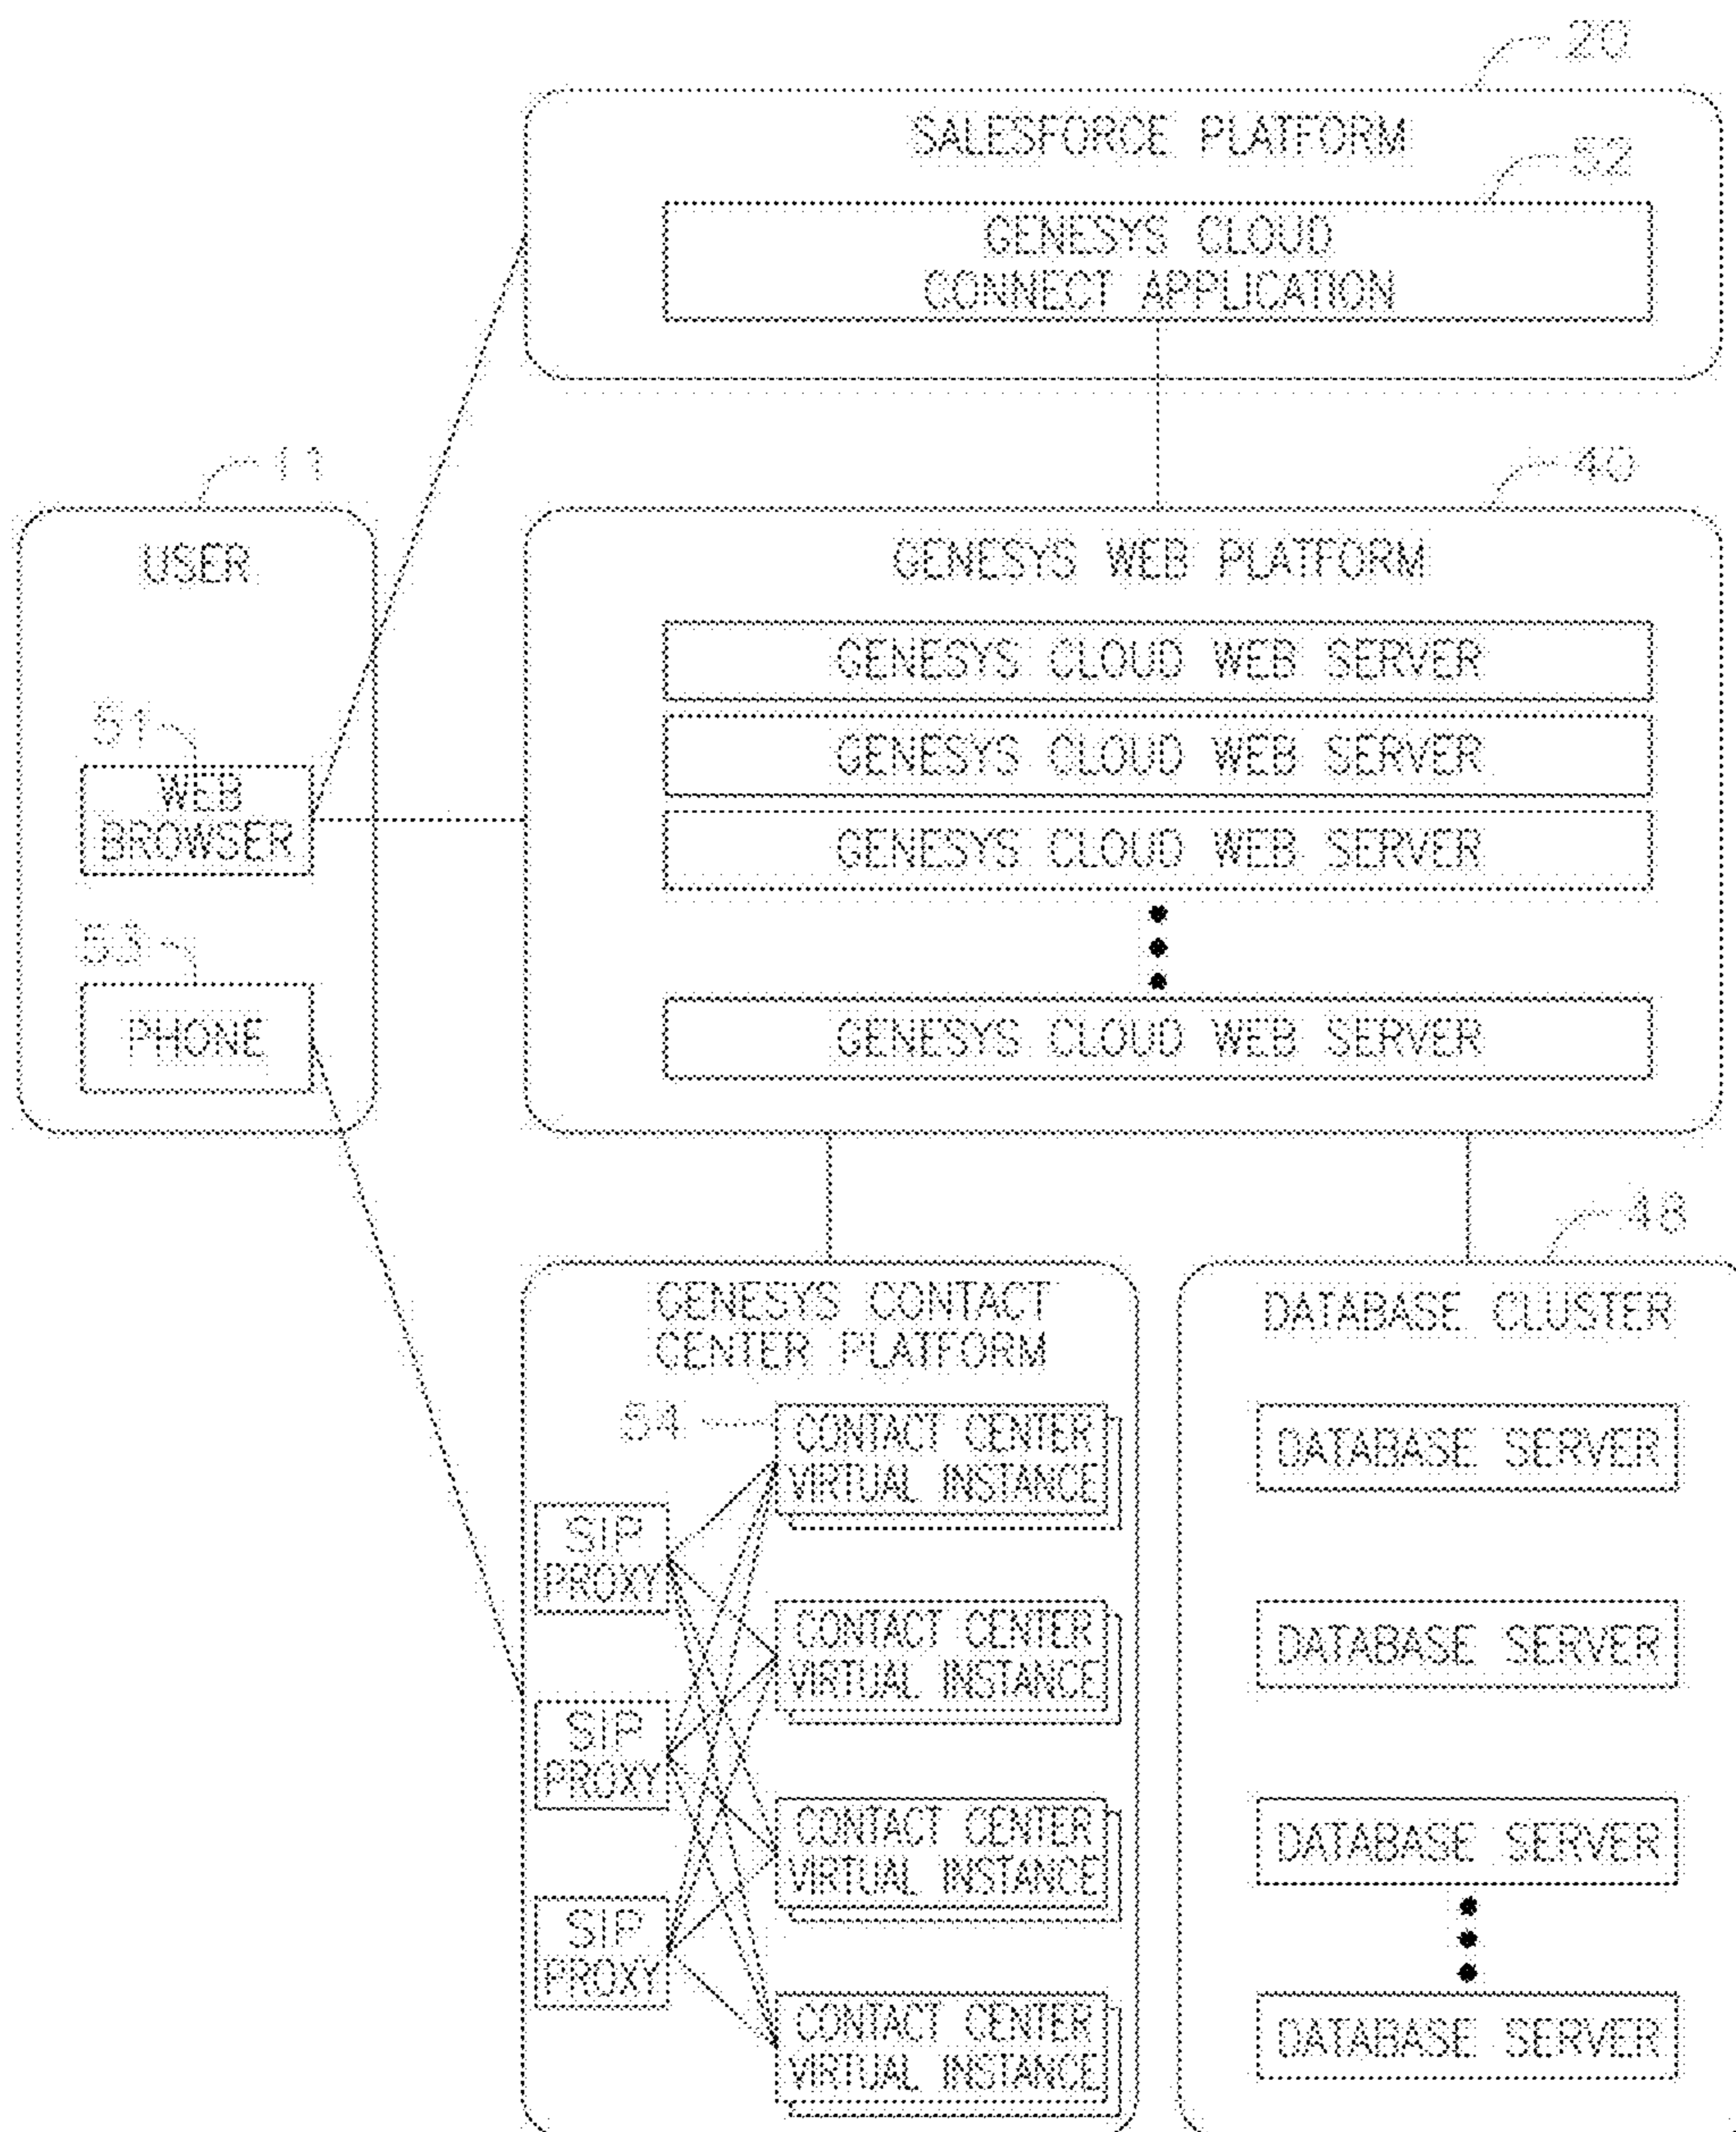 20
SALESFORCE PLATFORM
52
GENESYS CLOUD
CONNECT APPLICATION
11
USER
51
WEB
BROWSER
53
PHONE
40
GENESYS WEB PLATFORM
GENESYS CLOUD WEB SERVER
GENESYS CLOUD WEB SERVER
GENESYS CLOUD WEB SERVER
GENESYS CLOUD WEB SERVER
GENESYS CONTACT
CENTER PLATFORM
54
CONTACT CENTER
VIRTUAL INSTANCE
SIP
PROXY
CONTACT CENTER
VIRTUAL INSTANCE
SIP
PROXY
CONTACT CENTER
VIRTUAL INSTANCE
SIP
PROXY
CONTACT CENTER
VIRTUAL INSTANCE
48
DATABASE CLUSTER
DATABASE SERVER
DATABASE SERVER
DATABASE SERVER
DATABASE SERVER